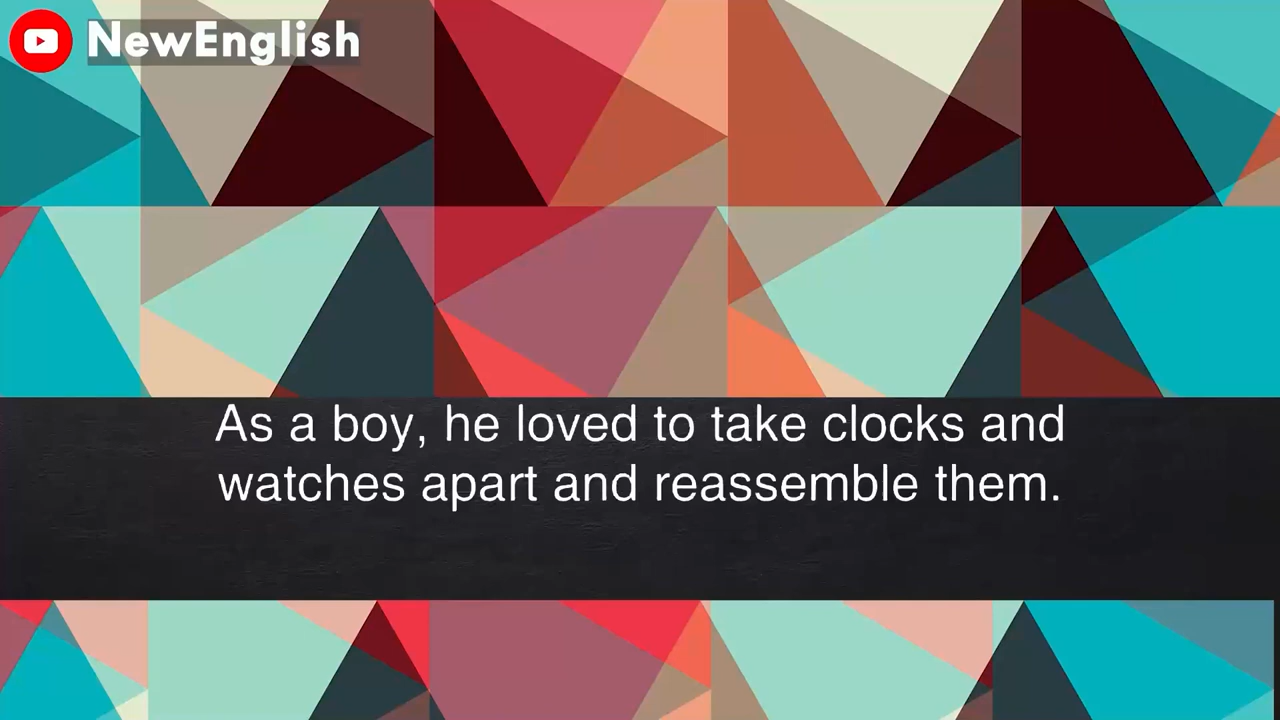 NewEnglish
As a boy, he loved to take clocks and
watches apart and reassemble them.